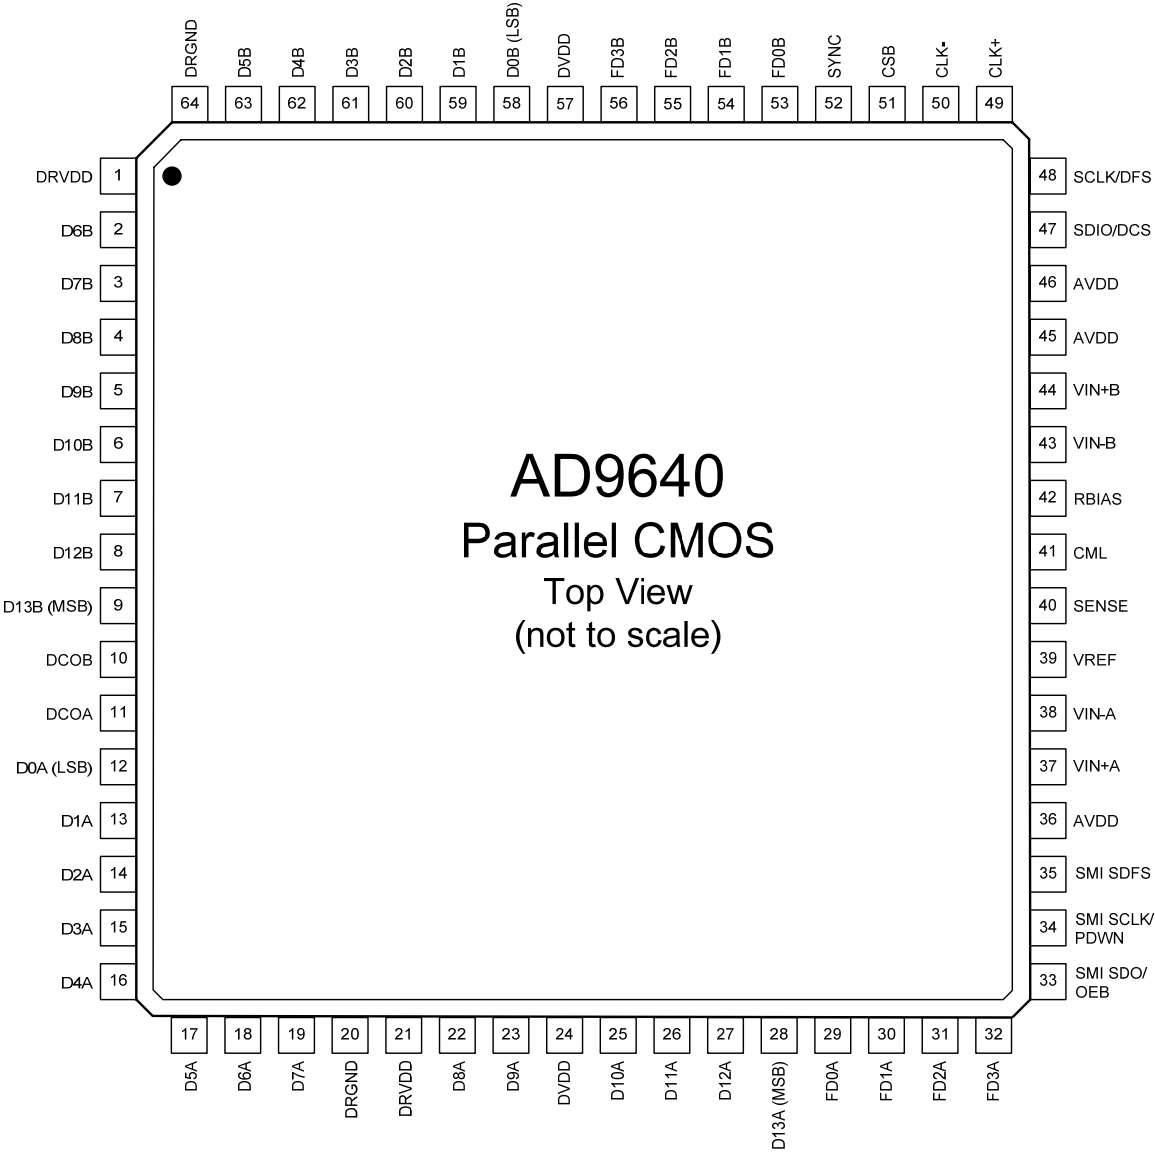 DRGND
D5B
D4B
D3B
D2B
D1B
D0B (LSB)
DVDD
FD3B
FD2B
FD1B
FD0B
SYNC
CSB
CLK-
CLK+
64 63 62 61 60 59 58 57 56 55 54 53 52 51 50 49
DRVDD 1
D6B 2
D7B 3
D8B 4
D9B 5
D10B 6
D11B 7
D12B 8
D13B (MSB) 9
DCOB 10
DCOA 11
D0A (LSB) 12
D1A 13
D2A 14
D3A 15
D4A 16
AD9640
Parallel CMOS
Top View
(not to scale)
48 SCLK/DFS
47 SDIO/DCS
46 AVDD
45 AVDD
44 VIN+B
43 VIN-B
42 RBIAS
41 CML
40 SENSE
39 VREF
38 VIN-A
37 VIN+A
36 AVDD
35 SMI SDFS
34 SMI SCLK/
PDWN
33 SMI SDO/
OEB
17 18 19 20 21 22 23 24 25 26 27 28 29 30 31 32
D5A
D6A
D7A
DRGND
DRVDD
D8A
D9A
DVDD
D10A
D11A
D12A
D13A (MSB)
FD0A
FD1A
FD2A
FD3A